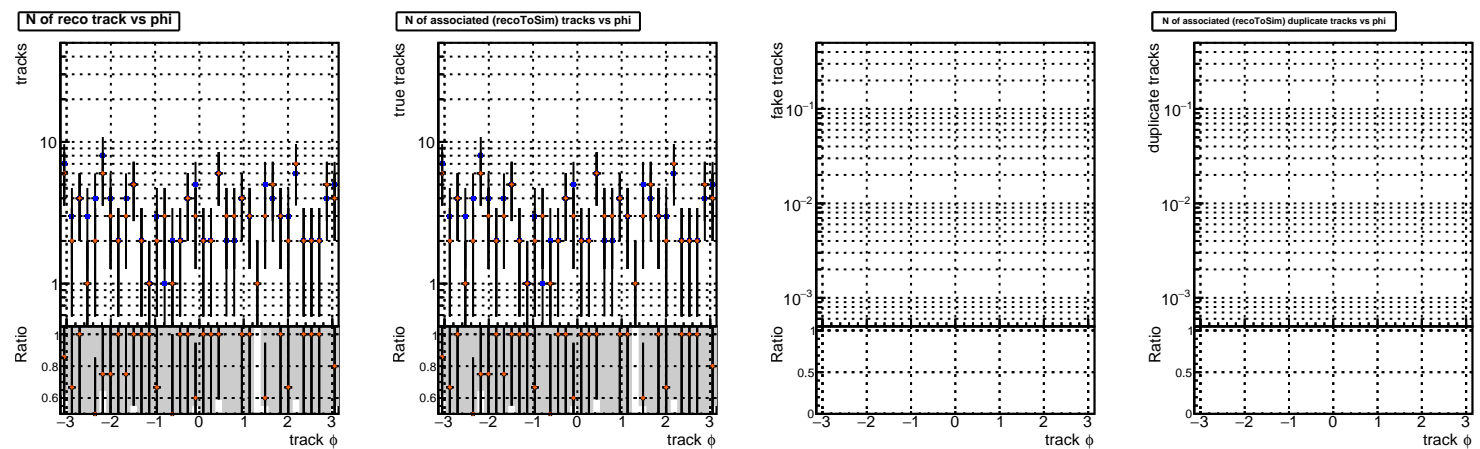 N of reco track vs phi
tracks
10
1
Ratio
1
0.8
0.6
−3 −2 −1 0 1 2 3
track ϕ
N of associated (recoToSim) tracks vs phi
true tracks
10
1
Ratio
1
0.8
0.6
−3 −2 −1 0 1 2 3
track ϕ
fake tracks
10⁻¹
10⁻²
10⁻³
Ratio
1
0.5
0
−3 −2 −1 0 1 2 3
track ϕ
N of associated (recoToSim) duplicate tracks vs phi
duplicate tracks
10⁻¹
10⁻²
10⁻³
Ratio
1
0.5
0
−3 −2 −1 0 1 2 3
track ϕ